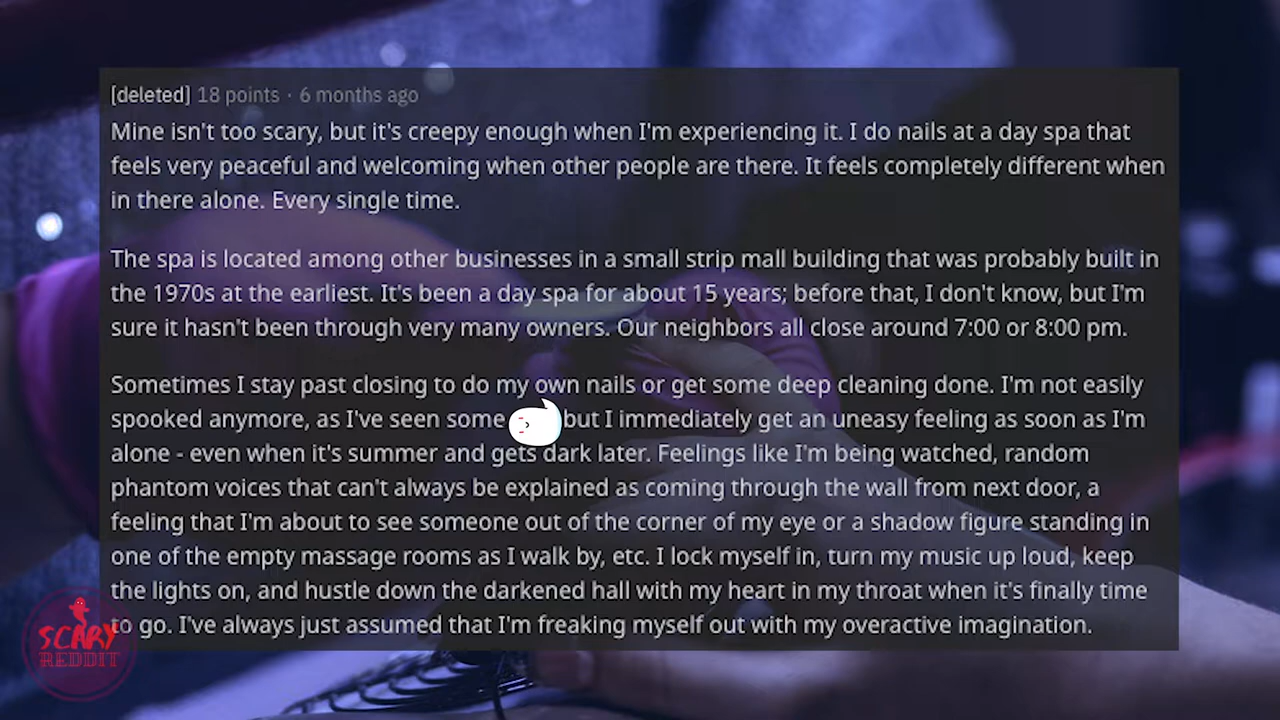 [deleted] 18 points · 6 months ago
Mine isn't too scary, but it's creepy enough when I'm experiencing it. I do nails at a day spa that
feels very peaceful and welcoming when other people are there. It feels completely different when
in there alone. Every single time.
The spa is located among other businesses in a small strip mall building that was probably built in
the 1970s at the earliest. It's been a day spa for about 15 years; before that, I don't know, but I'm
sure it hasn't been through very many owners. Our neighbors all close around 7:00 or 8:00 pm.
Sometimes I stay past closing to do my own nails or get some deep cleaning done. I'm not easily
spooked anymore, as I've seen some but I immediately get an uneasy feeling as soon as I'm
alone - even when it's summer and gets dark later. Feelings like I'm being watched, random
phantom voices that can't always be explained as coming through the wall from next door, a
feeling that I'm about to see someone out of the corner of my eye or a shadow figure standing in
one of the empty massage rooms as I walk by, etc. I lock myself in, turn my music up loud, keep
the lights on, and hustle down the darkened hall with my heart in my throat when it's finally time
to go. I've always just assumed that I'm freaking myself out with my overactive imagination.
SCARY
REDDIT